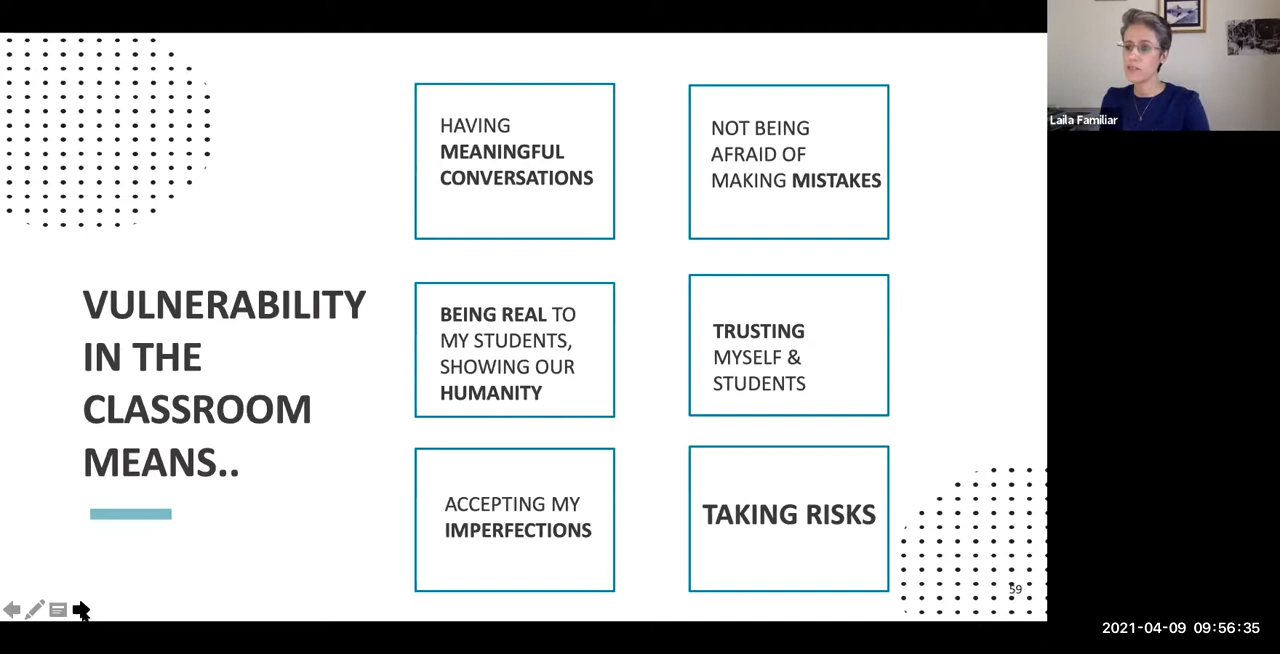 VULNERABILITY
IN THE
CLASSROOM
MEANS..
HAVING
MEANINGFUL
CONVERSATIONS
NOT BEING
AFRAID OF
MAKING MISTAKES
BEING REAL TO
MY STUDENTS,
SHOWING OUR
HUMANITY
TRUSTING
MYSELF &
STUDENTS
ACCEPTING MY
IMPERFECTIONS
TAKING RISKS
59
Laila Familiar
2021-04-09 09:56:35